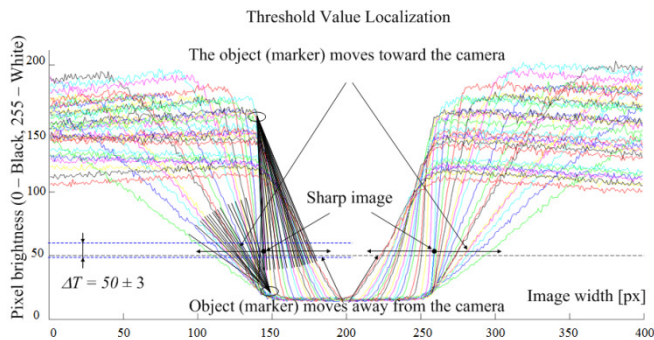 Threshold Value Localization
The object (marker) moves toward the camera
Pixel brightness (0 – Black, 255 – White)
200
150
100
50
0
Sharp image
ΔT = 50 ± 3
Object (marker) moves away from the camera
Image width [px]
0 50 100 150 200 250 300 350 400